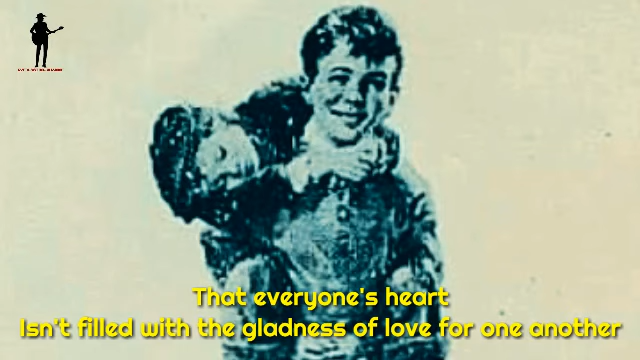 That everyone's heart
Isn't filled with the gladness of love for one another